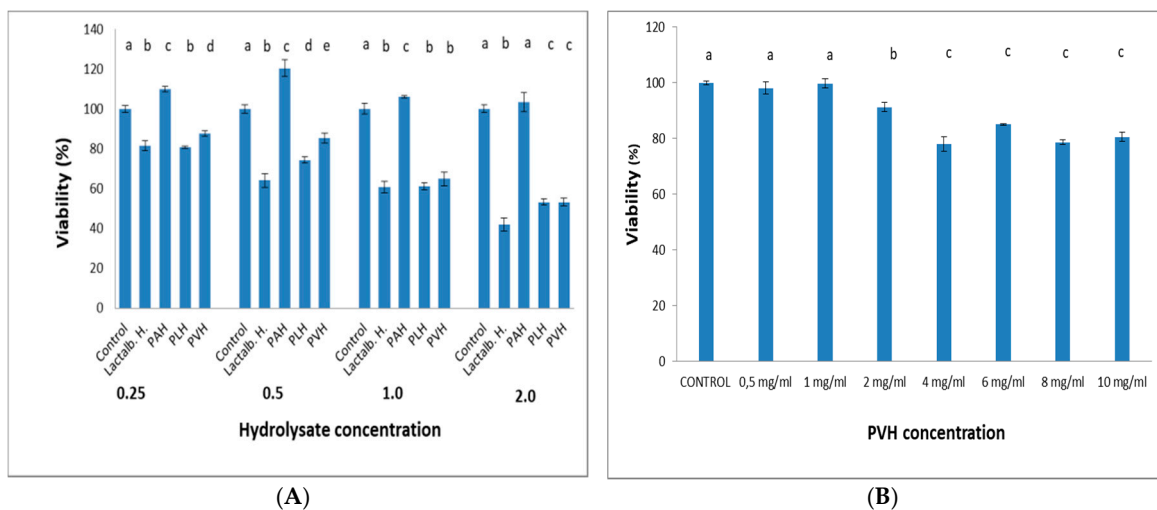 140
120
100
80
60
40
20
0
Viability (%)
a b c b d a b c d e a b c b b a b a c c
Control Lactalb. H. PAH PLH PVH Control Lactalb. H. PAH PLH PVH Control Lactalb. H. PAH PLH PVH Control Lactalb. H. PAH PLH PVH
0.25 0.5 1.0 2.0
Hydrolysate concentration
(A)
120
100
80
60
40
20
0
Viability (%)
a a a b c c c c
CONTROL 0,5 mg/ml 1 mg/ml 2 mg/ml 4 mg/ml 6 mg/ml 8 mg/ml 10 mg/ml
PVH concentration
(B)